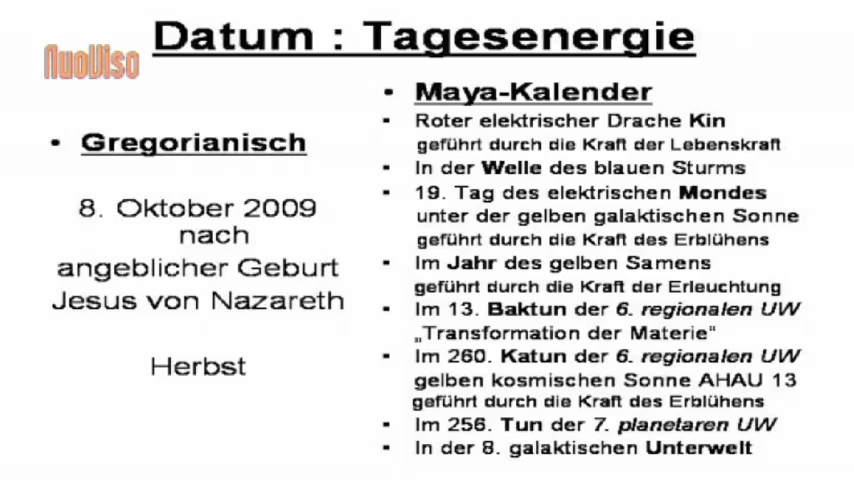 Datum : Tagesenergie
NuoViso
• Gregorianisch
8. Oktober 2009
nach
angeblicher Geburt
Jesus von Nazareth
Herbst
• Maya-Kalender
▪ Roter elektrischer Drache Kin
geführt durch die Kraft der Lebenskraft
▪ In der Welle des blauen Sturms
▪ 19. Tag des elektrischen Mondes
unter der gelben galaktischen Sonne
geführt durch die Kraft des Erblühens
▪ Im Jahr des gelben Samens
geführt durch die Kraft der Erleuchtung
▪ Im 13. Baktun der 6. regionalen UW
„Transformation der Materie“
▪ Im 260. Katun der 6. regionalen UW
gelben kosmischen Sonne AHAU 13
geführt durch die Kraft des Erblühens
▪ Im 256. Tun der 7. planetaren UW
▪ In der 8. galaktischen Unterwelt